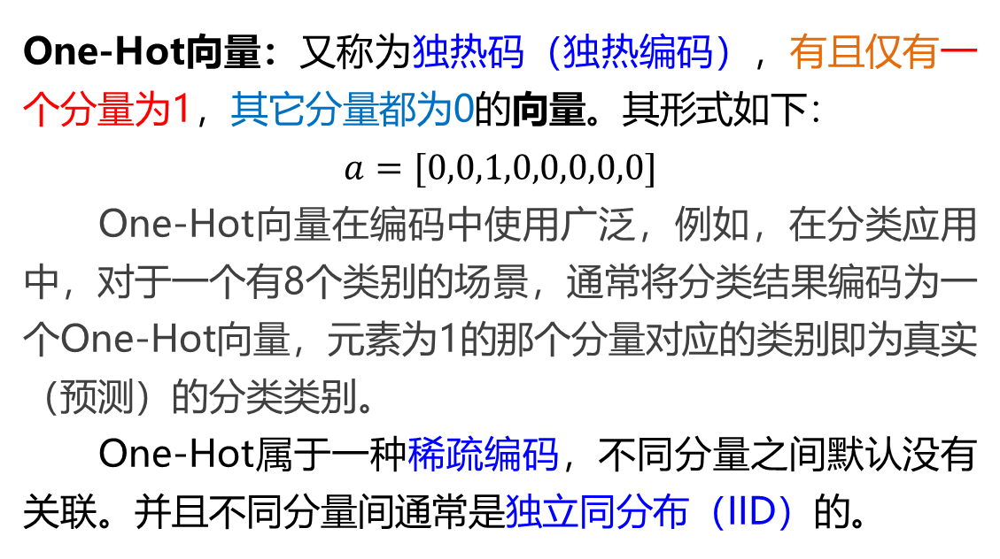 One-Hot向量：又称为独热码（独热编码），有且仅有一
个分量为1，其它分量都为0的向量。其形式如下：
a = [0,0,1,0,0,0,0,0]
One-Hot向量在编码中使用广泛，例如，在分类应用
中，对于一个有8个类别的场景，通常将分类结果编码为一
个One-Hot向量，元素为1的那个分量对应的类别即为真实
（预测）的分类类别。
One-Hot属于一种稀疏编码，不同分量之间默认没有
关联。并且不同分量间通常是独立同分布（IID）的。